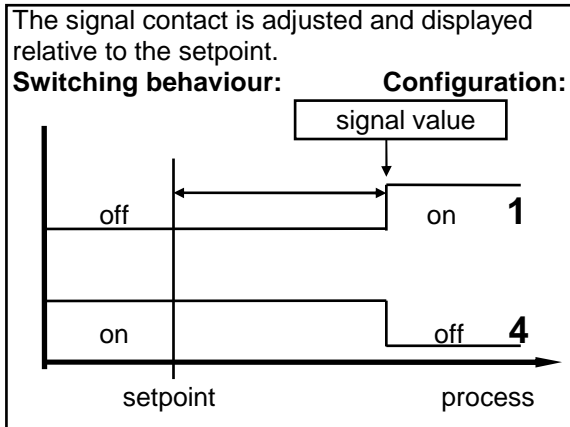 The signal contact is adjusted and displayed
relative to the setpoint.
Switching behaviour: Configuration:
signal value
off on 1
on off 4
setpoint process